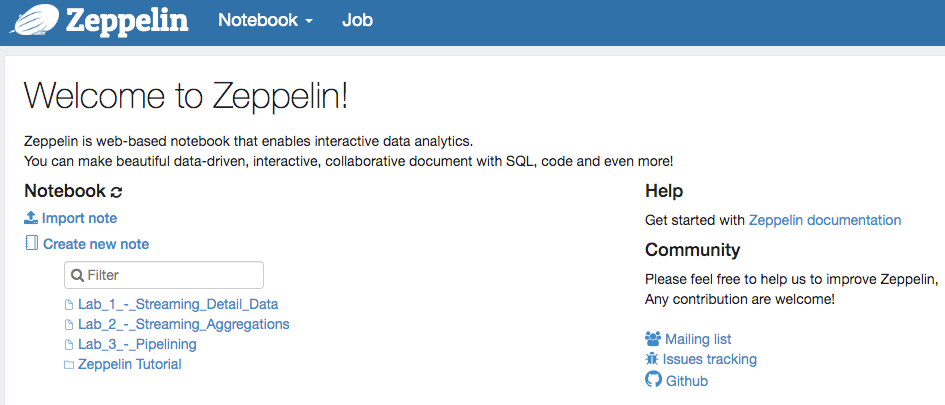 Zeppelin Notebook Job
Welcome to Zeppelin!
Zeppelin is web-based notebook that enables interactive data analytics.
You can make beautiful data-driven, interactive, collaborative document with SQL, code and even more!
Notebook
Import note
Create new note
Filter
Lab_1_-_Streaming_Detail_Data
Lab_2_-_Streaming_Aggregations
Lab_3_-_Pipelining
Zeppelin Tutorial
Help
Get started with Zeppelin documentation
Community
Please feel free to help us to improve Zeppelin,
Any contribution are welcome!
Mailing list
Issues tracking
Github